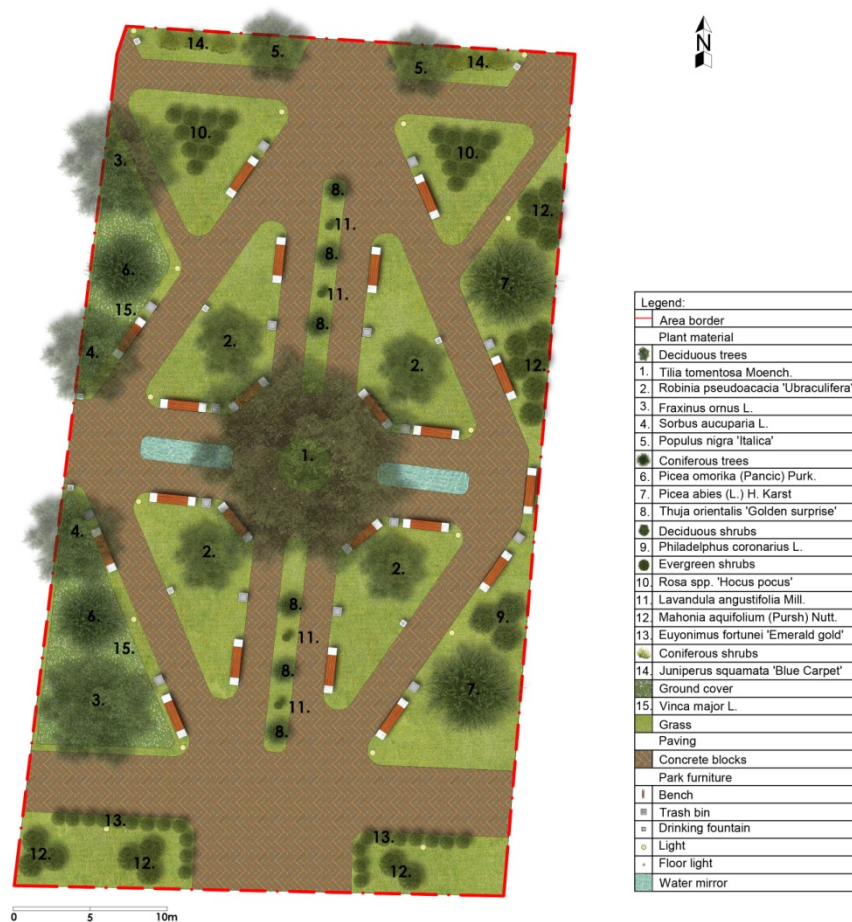 N
14.
5.
5.
14.
10.
10.
3.
8.
12.
11.
6.
8.
7.
11.
15.
8.
2.
4.
2.
12.
1.
4.
2.
2.
8.
9.
6.
11.
15.
8.
7.
3.
11.
8.
13.
13.
12.
12.
12.
0 5 10m
Legend:
Area border
Plant material
Deciduous trees
1. Tilia tomentosa Moench.
2. Robinia pseudoacacia 'Ubraculifera'
3. Fraxinus ornus L.
4. Sorbus aucuparia L.
5. Populus nigra 'Italica'
Coniferous trees
6. Picea omorika (Pancic) Purk.
7. Picea abies (L.) H. Karst
8. Thuja orientalis 'Golden surprise'
Deciduous shrubs
9. Philadelphus coronarius L.
Evergreen shrubs
10. Rosa spp. 'Hocus pocus'
11. Lavandula angustifolia Mill.
12. Mahonia aquifolium (Pursh) Nutt.
13. Euyonimus fortunei 'Emerald gold'
Coniferous shrubs
14. Juniperus squamata 'Blue Carpet'
Ground cover
15. Vinca major L.
Grass
Paving
Concrete blocks
Park furniture
Bench
Trash bin
Drinking fountain
Light
Floor light
Water mirror